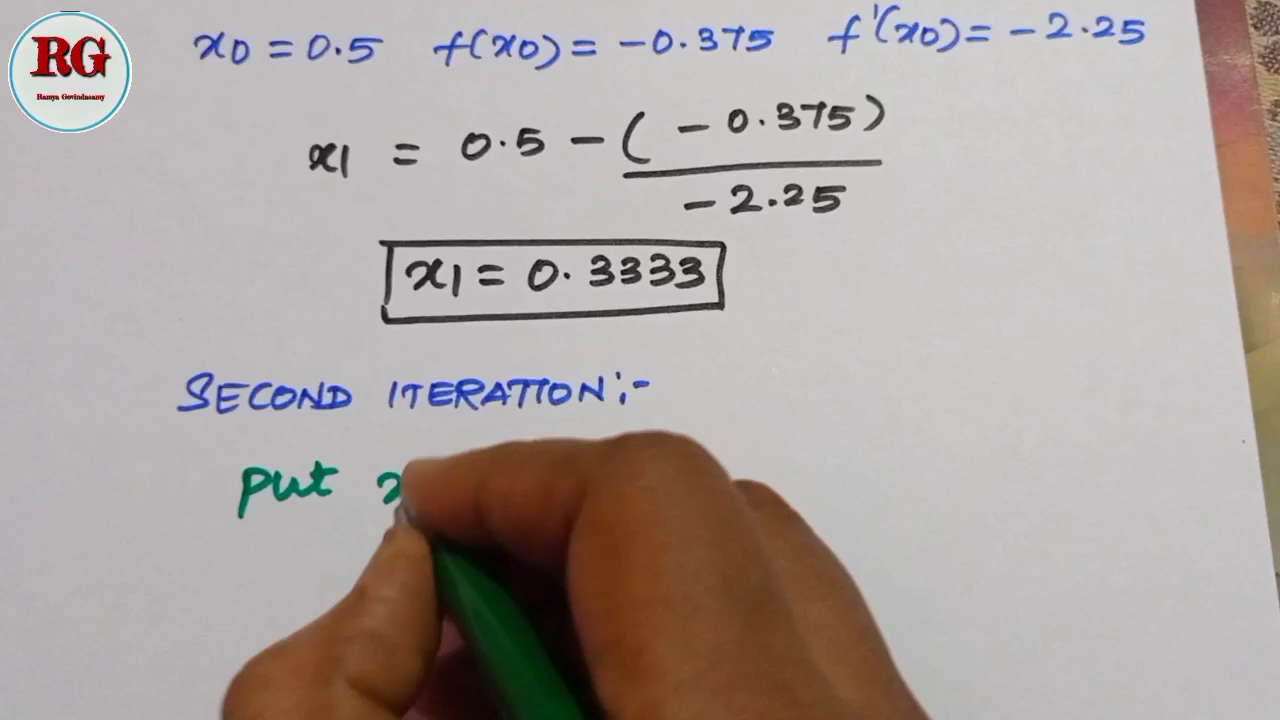 RG
Ramya Govindasamy
x0 = 0.5 f(x0) = -0.375 f'(x0) = -2.25
x1 = 0.5 - (-0.375)
-2.25
x1 = 0.3333
SECOND ITERATION:-
put x